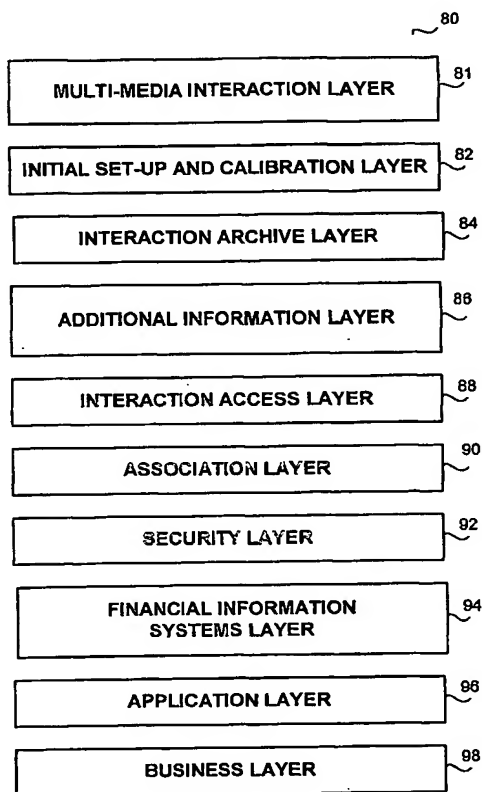 80
MULTI-MEDIA INTERACTION LAYER 81
INITIAL SET-UP AND CALIBRATION LAYER 82
INTERACTION ARCHIVE LAYER 84
ADDITIONAL INFORMATION LAYER 86
INTERACTION ACCESS LAYER 88
ASSOCIATION LAYER 90
SECURITY LAYER 92
FINANCIAL INFORMATION
SYSTEMS LAYER 94
APPLICATION LAYER 96
BUSINESS LAYER 98